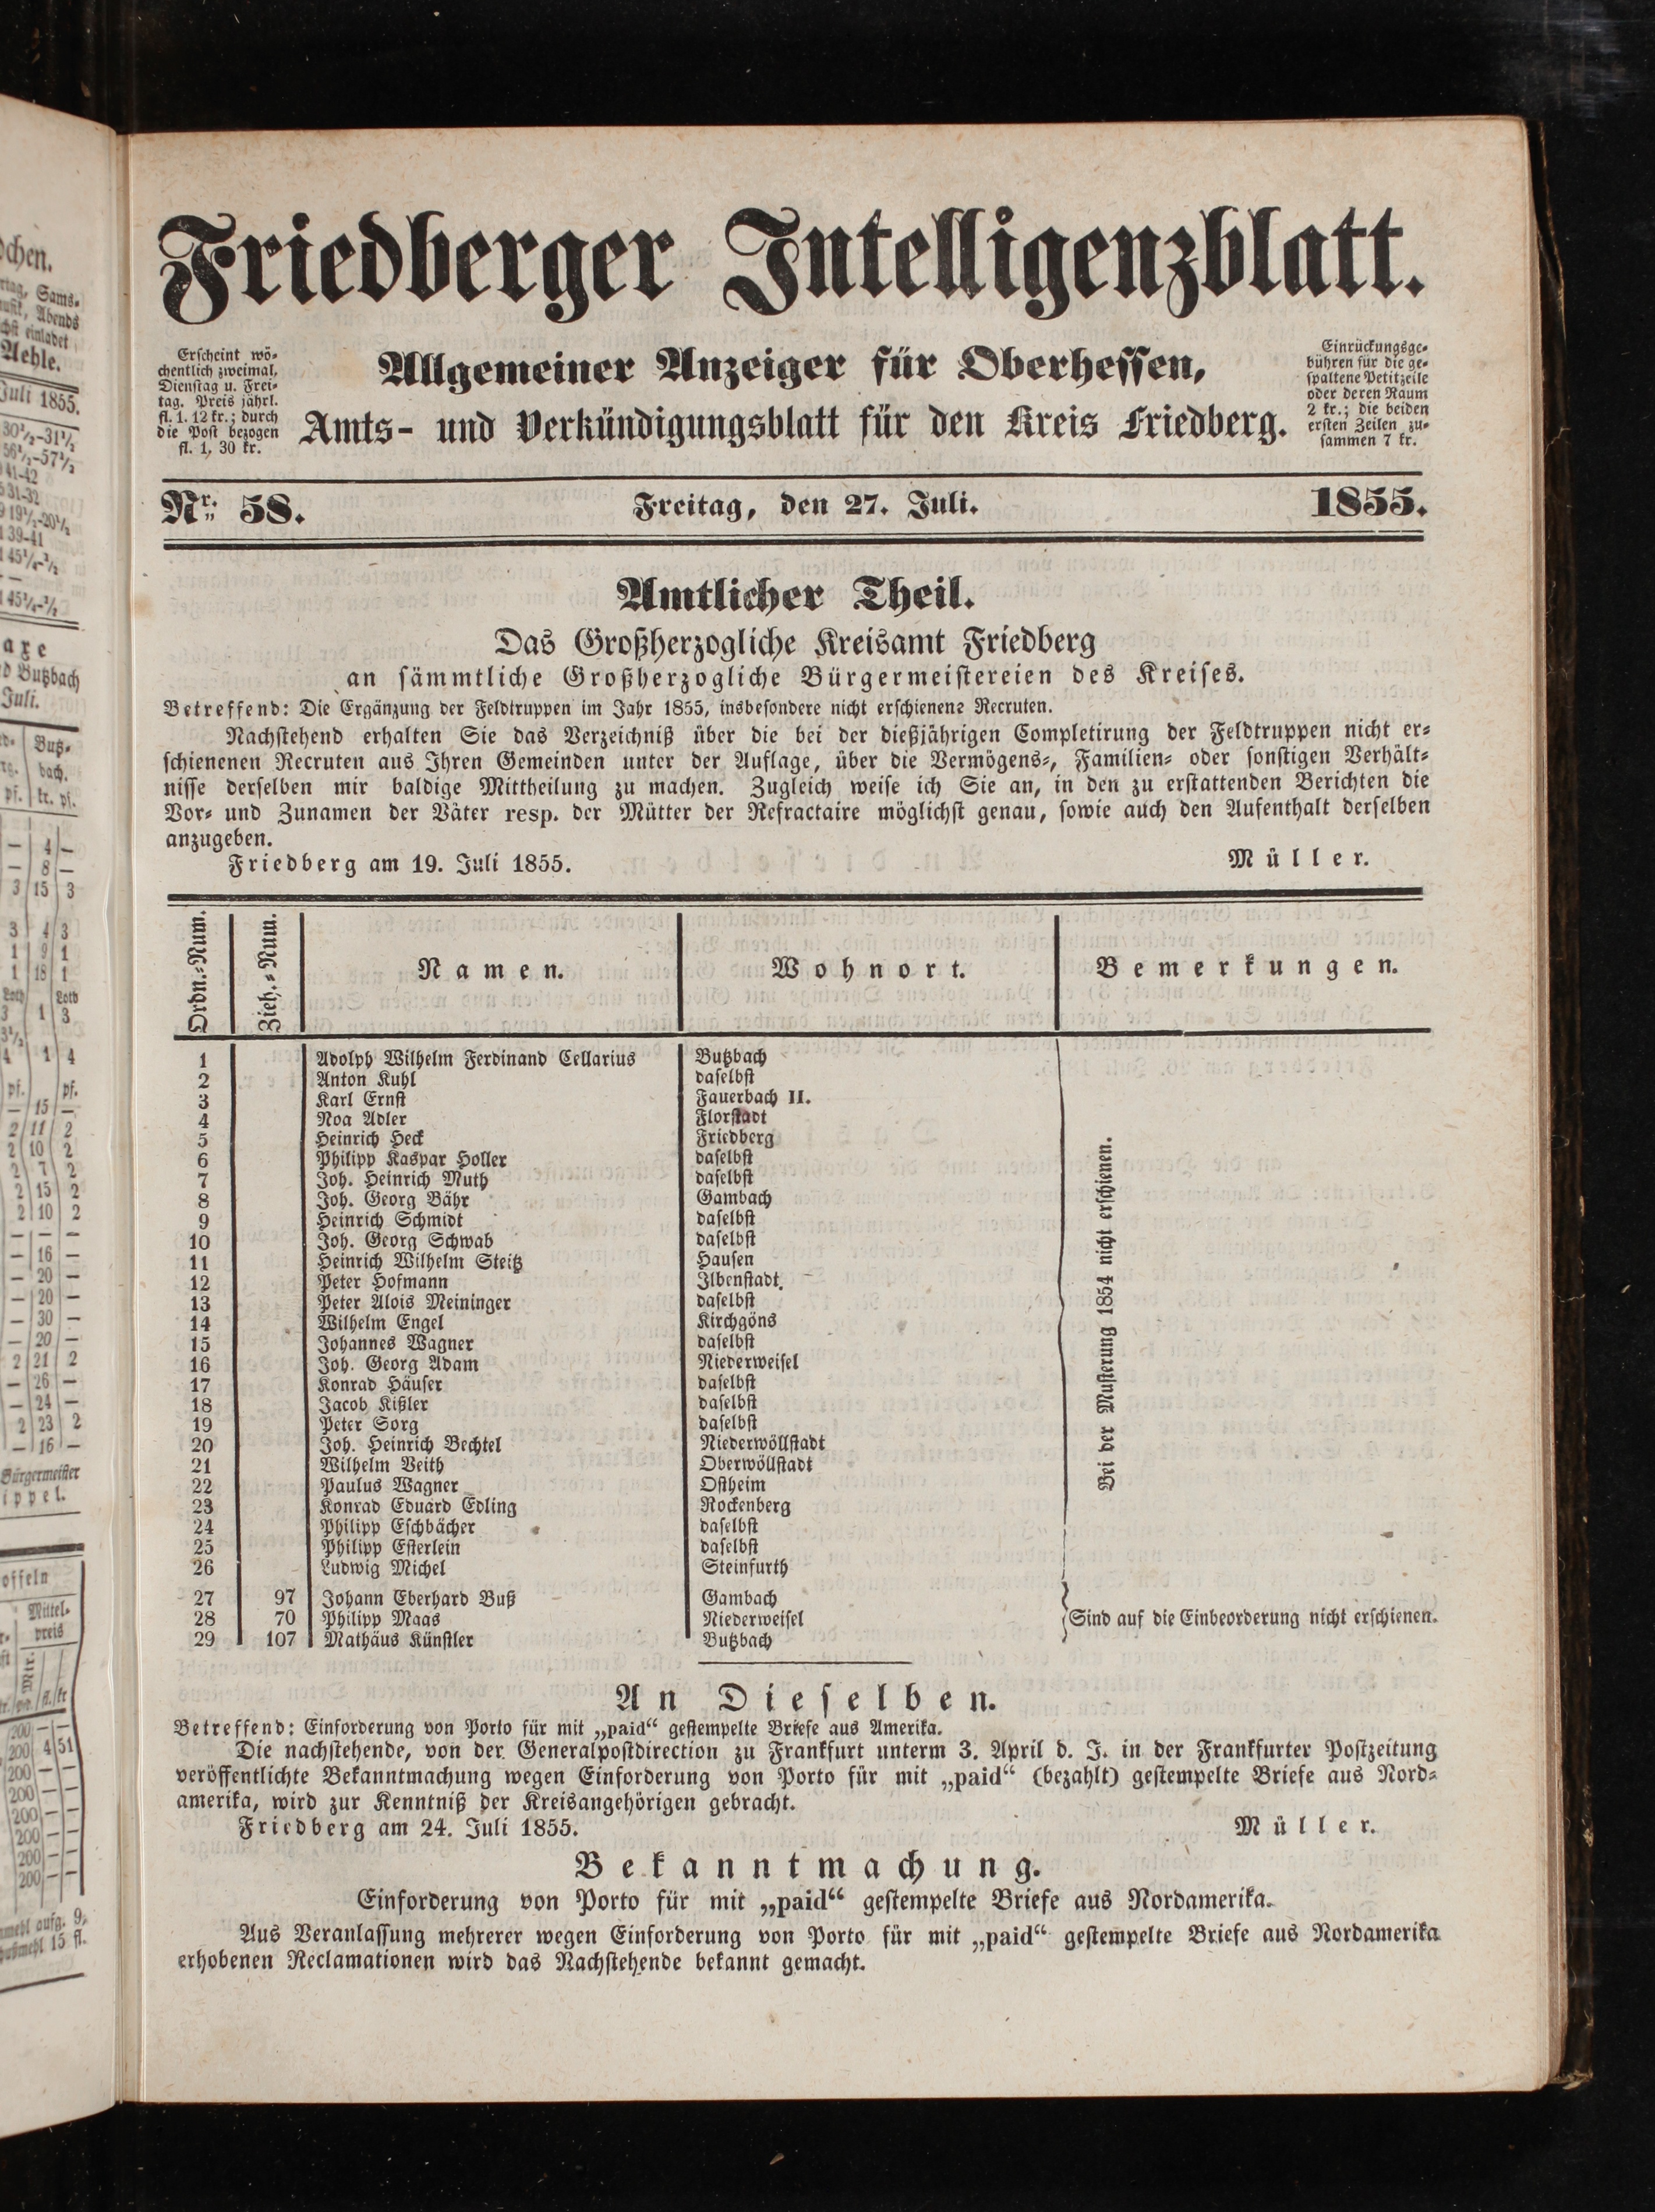 Friedberger Intelligenzblatt.
Erscheint wö-
chentlich zweimal,
Dienstag u. Frei-
tag. Preis jährl.
fl. 1. 12 kr.; durch
die Post bezogen
fl. 1. 30 kr.
Allgemeiner Anzeiger für Oberhessen,
Amts- und Verkündigungsblatt für den Kreis Friedberg.
Einrückungsge-
bühren für die ge-
spaltene Petitzeile
oder deren Raum
2 kr.; die beiden
ersten Zeilen zu-
sammen 7 kr.
Nr. 58. Freitag, den 27. Juli. 1855.
Amtlicher Theil.
Das Großherzogliche Kreisamt Friedberg
an sämmtliche Großherzogliche Bürgermeistereien des Kreises.
Betreffend: Die Ergänzung der Feldtruppen im Jahr 1855, insbesondere nicht erschienene Recruten.
Nachstehend erhalten Sie das Verzeichniß über die bei der dießjährigen Completirung der Feldtruppen nicht er-
schienenen Recruten aus Ihren Gemeinden unter der Auflage, über die Vermögens-, Familien- oder sonstigen Verhält-
nisse derselben mir baldige Mittheilung zu machen. Zugleich weise ich Sie an, in den zu erstattenden Berichten die
Vor- und Zunamen der Väter resp. der Mütter der Refractaire möglichst genau, sowie auch den Aufenthalt derselben
anzugeben.
Friedberg am 19. Juli 1855. Müller.
Ordn.-Num. Zieh.-Num. Namen. Wohnort. Bemerkungen.
1 Adolph Wilhelm Ferdinand Cellarius Butzbach
2 Anton Kuhl daselbst
3 Karl Ernst Fauerbach II.
4 Noa Adler Florstadt
5 Heinrich Heck Friedberg
6 Philipp Kaspar Holler daselbst
7 Joh. Heinrich Muth daselbst
8 Joh. Georg Bähr Gambach
9 Heinrich Schmidt daselbst
10 Joh. Georg Schwab daselbst
11 Heinrich Wilhelm Steitz Hausen
12 Peter Hofmann Ilbenstadt
13 Peter Alois Meininger daselbst
14 Wilhelm Engel Kirchgöns
15 Johannes Wagner daselbst
16 Joh. Georg Adam Niederweisel
17 Konrad Häuser daselbst
18 Jacob Kißler daselbst
19 Peter Sorg daselbst
20 Joh. Heinrich Bechtel Niederwöllstadt
21 Wilhelm Veith Oberwöllstadt
22 Paulus Wagner Ostheim
23 Konrad Eduard Edling Rockenberg
24 Philipp Eschbächer daselbst
25 Philipp Esterlein daselbst
26 Ludwig Michel Steinfurth
Bei der Musterung 1854 nicht erschienen.
27 97 Johann Eberhard Buß Gambach
28 70 Philipp Maas Niederweisel Sind auf die Einbeorderung nicht erschienen.
29 107 Mathäus Künstler Butzbach
An Dieselben.
Betreffend: Einforderung von Porto für mit „paid“ gestempelte Briefe aus Amerika.
Die nachstehende, von der Generalpostdirection zu Frankfurt unterm 3. April d. J. in der Frankfurter Postzeitung
veröffentlichte Bekanntmachung wegen Einforderung von Porto für mit „paid“ (bezahlt) gestempelte Briefe aus Nord-
amerika, wird zur Kenntniß der Kreisangehörigen gebracht.
Friedberg am 24. Juli 1855. Müller.
Bekanntmachung.
Einforderung von Porto für mit „paid“ gestempelte Briefe aus Nordamerika.
Aus Veranlassung mehrerer wegen Einforderung von Porto für mit „paid“ gestempelte Briefe aus Nordamerika
erhobenen Reclamationen wird das Nachstehende bekannt gemacht.